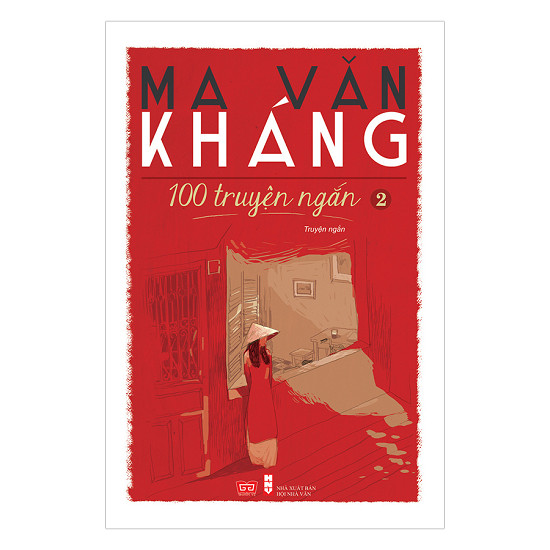 MA VĂN
KHÁNG
100 truyện ngắn 2
Truyện ngắn
NHÀ XUẤT BẢN
HỘI NHÀ VĂN